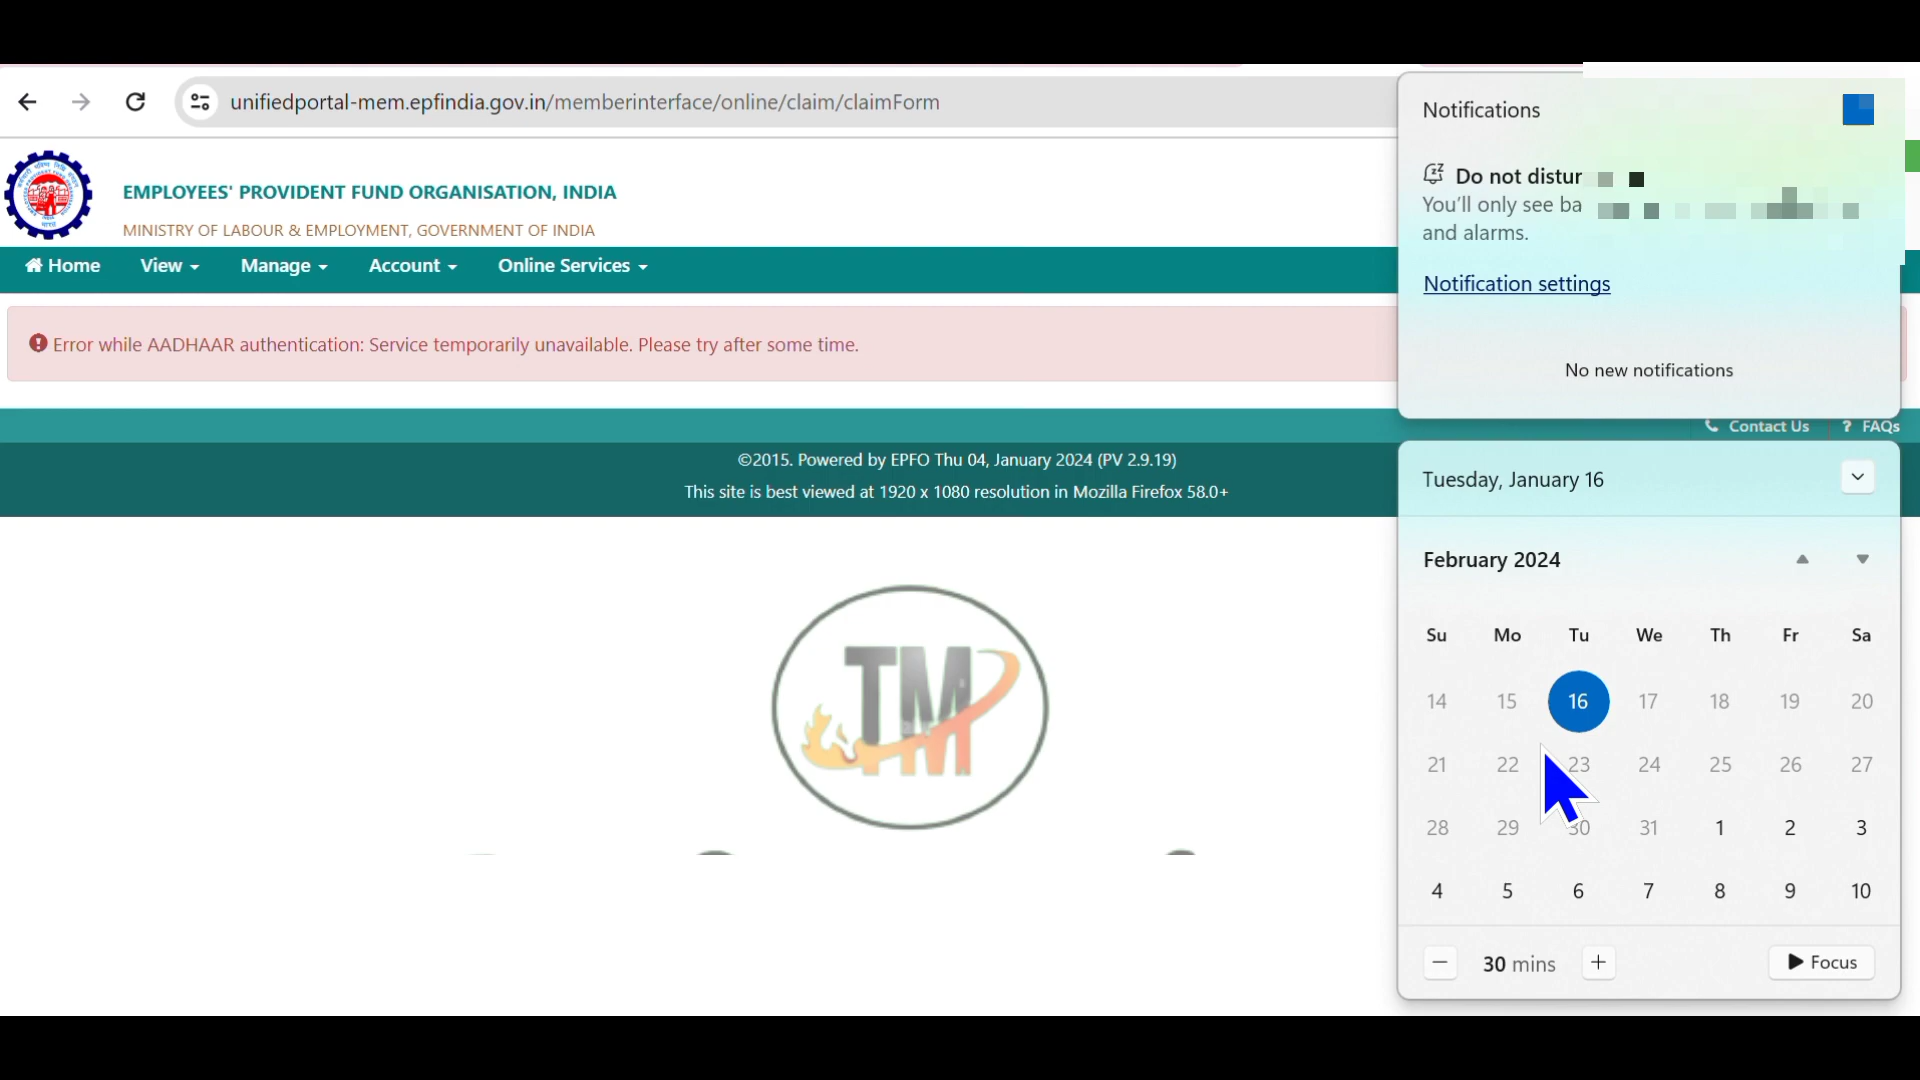 unifiedportal-mem.epfindia.gov.in/memberinterface/online/claim/claimForm
EMPLOYEES' PROVIDENT FUND ORGANISATION, INDIA
MINISTRY OF LABOUR & EMPLOYMENT, GOVERNMENT OF INDIA
Home View Manage Account Online Services
Error while AADHAAR authentication: Service temporarily unavailable. Please try after some time.
Contact Us ? FAQs
©2015. Powered by EPFO Thu 04, January 2024 (PV 2.9.19)
This site is best viewed at 1920 x 1080 resolution in Mozilla Firefox 58.0+
TM
Notifications
Do not distur
You'll only see ba
and alarms.
Notification settings
No new notifications
Tuesday, January 16
February 2024
Su Mo Tu We Th Fr Sa
14 15 16 17 18 19 20
21 22 23 24 25 26 27
28 29 30 31 1 2 3
4 5 6 7 8 9 10
30 mins
Focus